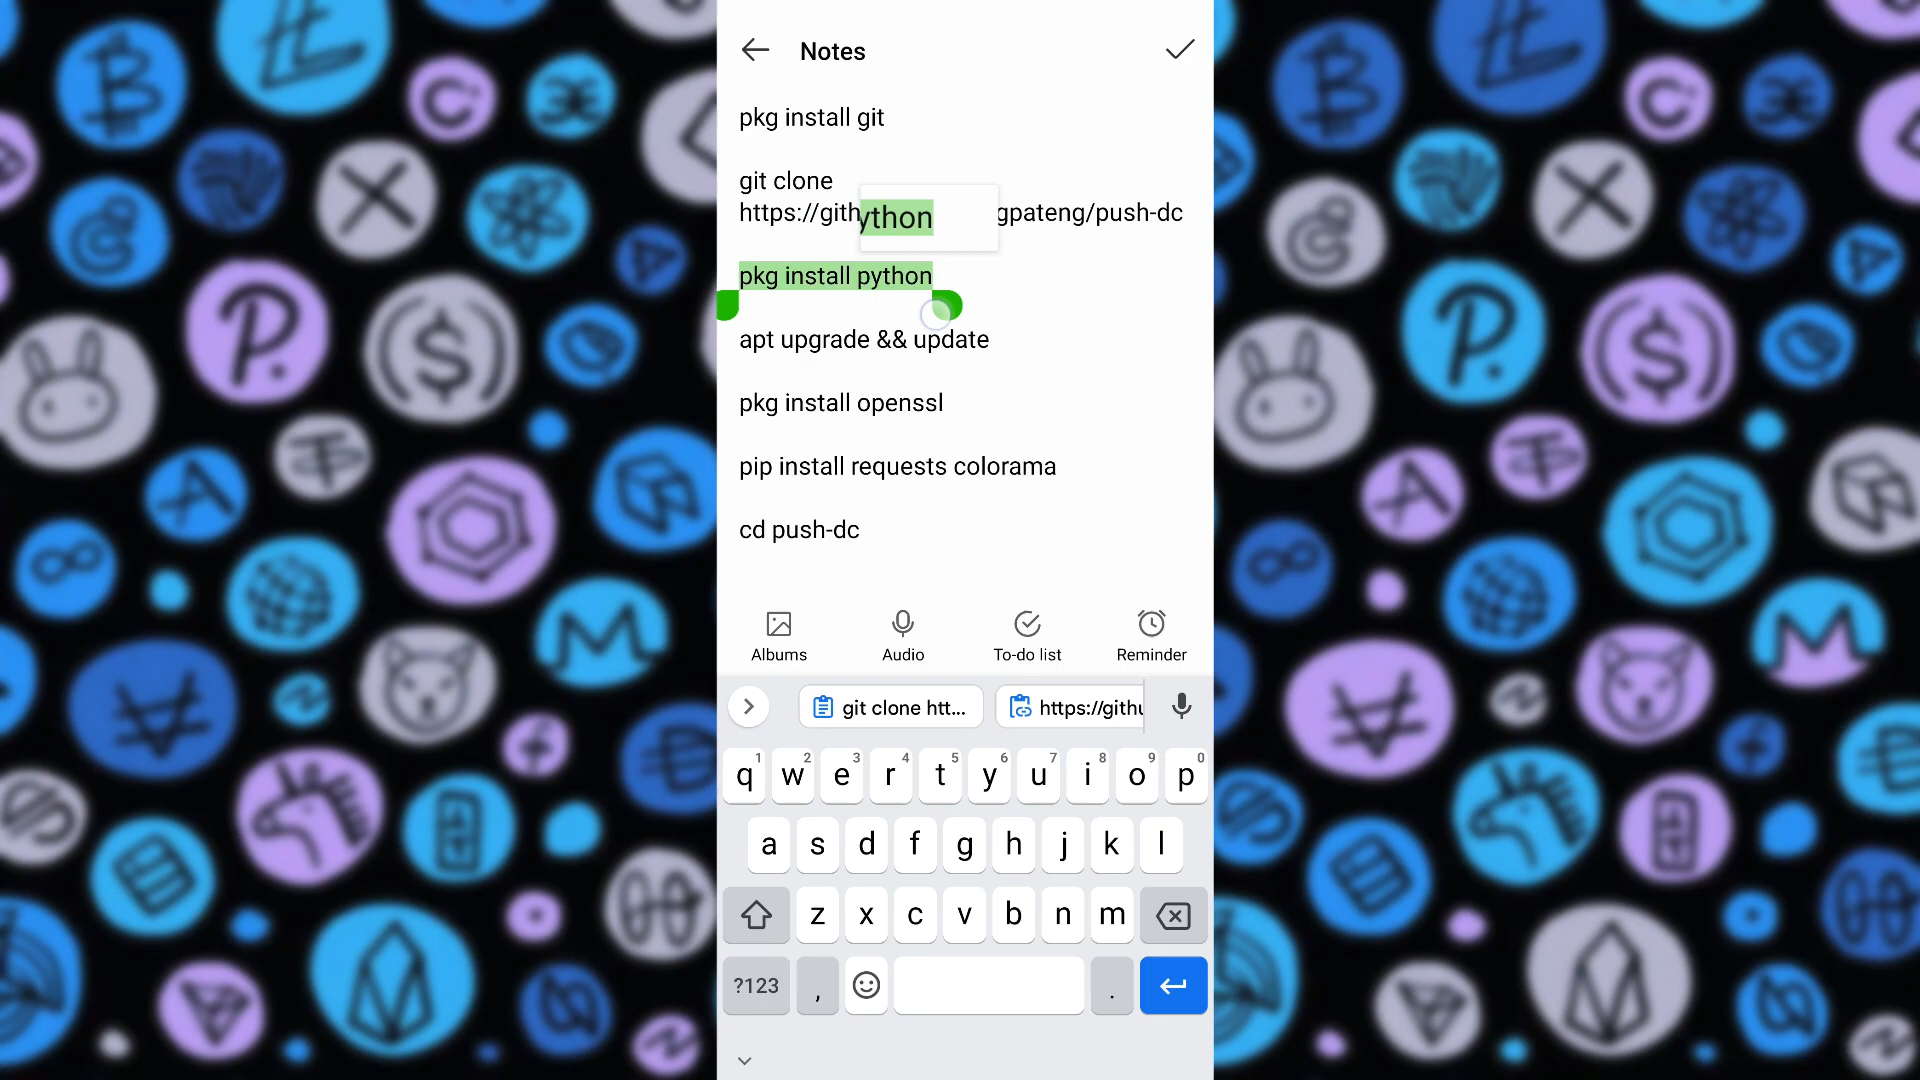 Notes
pkg install git
git clone
https://gith
ython
gpateng/push-dc
pkg install python
apt upgrade && update
pkg install openssl
pip install requests colorama
cd push-dc
Albums
Audio
To-do list
Reminder
git clone htt...
https://gith
1 2 3 4 5 6 7 8 9 0
q w e r t y u i o p
a s d f g h j k l
z x c v b n m
?123 , .